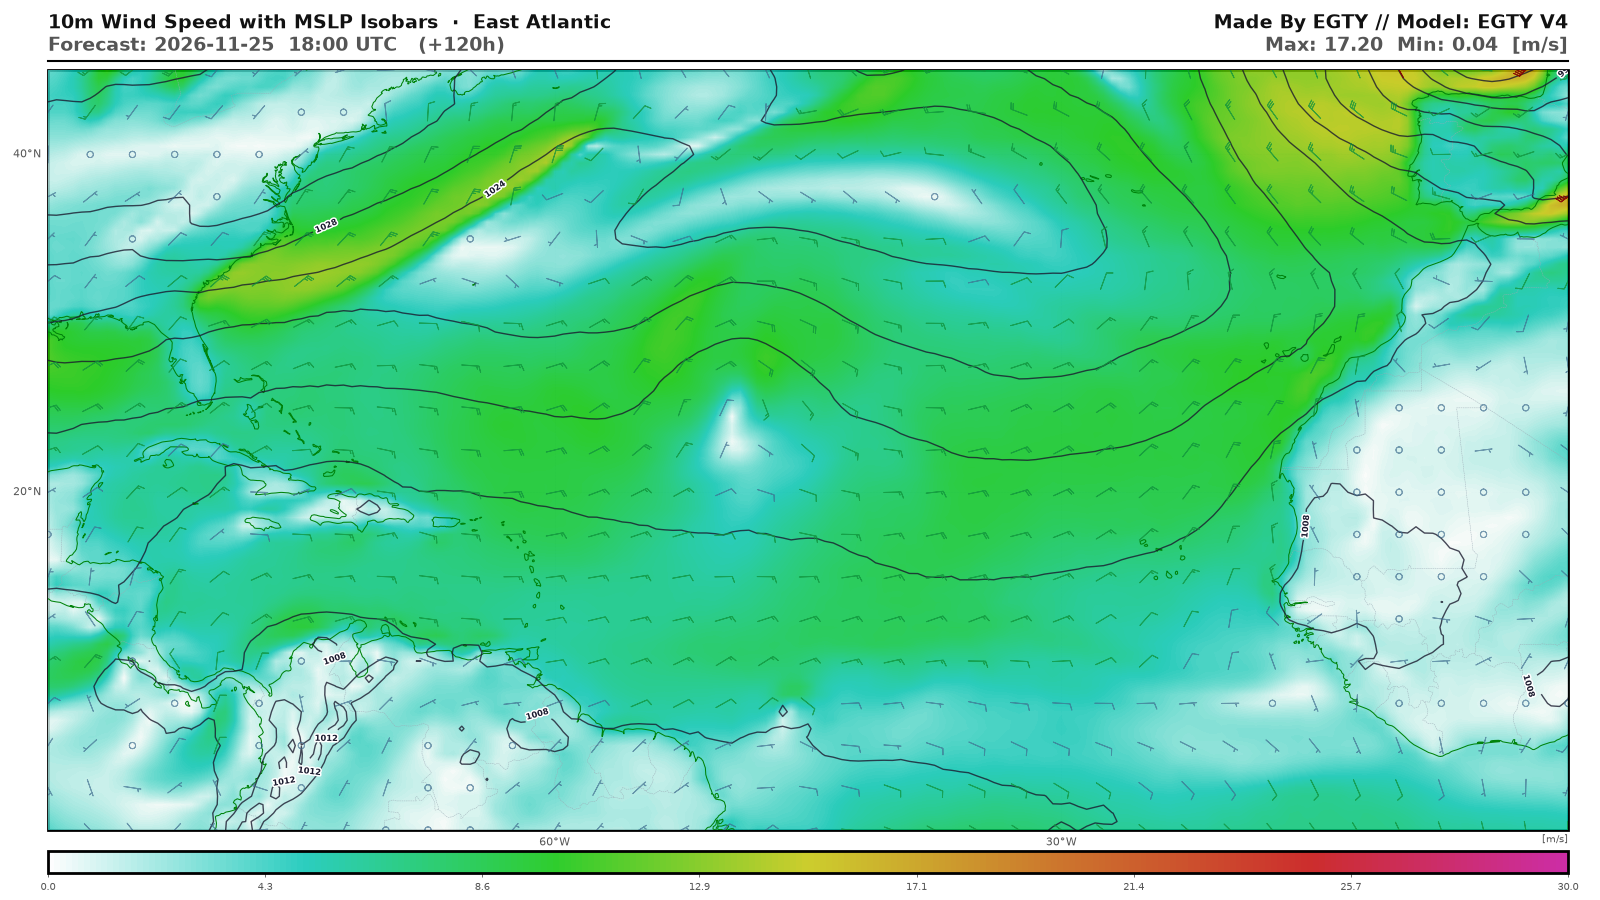 10m Wind Speed with MSLP Isobars · East Atlantic
Made By EGTY // Model: EGTY V4
Forecast: 2026-11-25 18:00 UTC (+120h)
Max: 17.20 Min: 0.04 [m/s]
40°N
1024
1028
20°N
1008
1008
1008
1008
1012
1012
1012
60°W
30°W
[m/s]
0.0
4.3
8.6
12.9
17.1
21.4
25.7
30.0